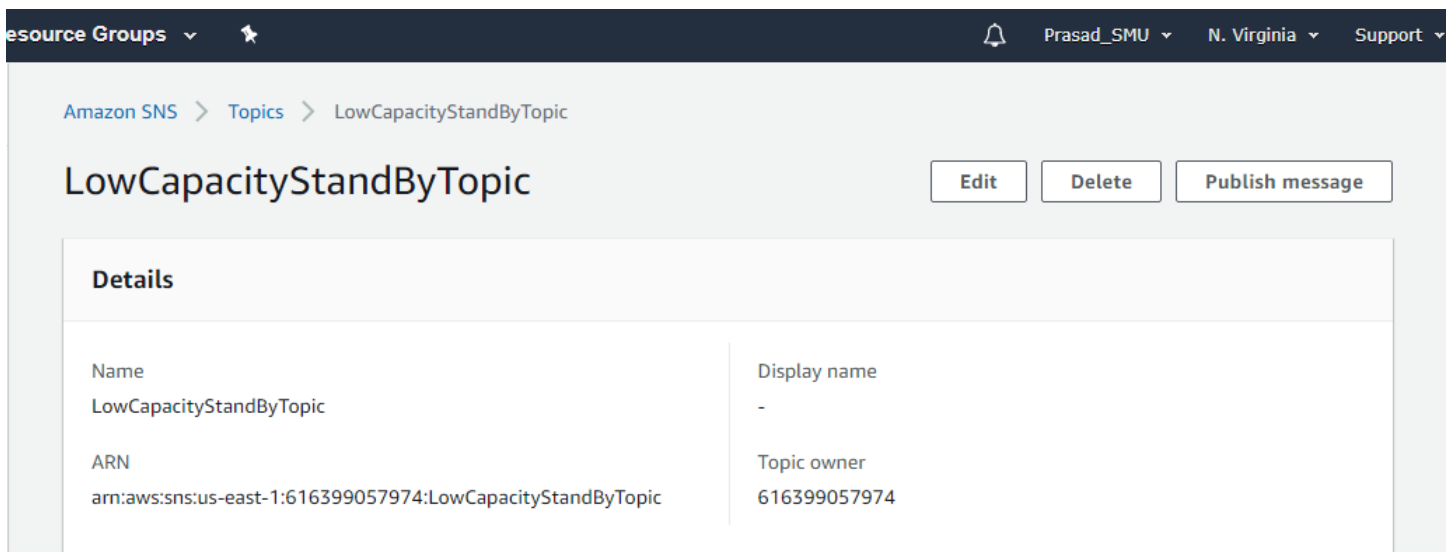 esource Groups
Prasad_SMU
N. Virginia
Support
Amazon SNS > Topics > LowCapacityStandByTopic
LowCapacityStandByTopic
Edit
Delete
Publish message
Details
Name
LowCapacityStandByTopic
Display name
-
ARN
arn:aws:sns:us-east-1:616399057974:LowCapacityStandByTopic
Topic owner
616399057974